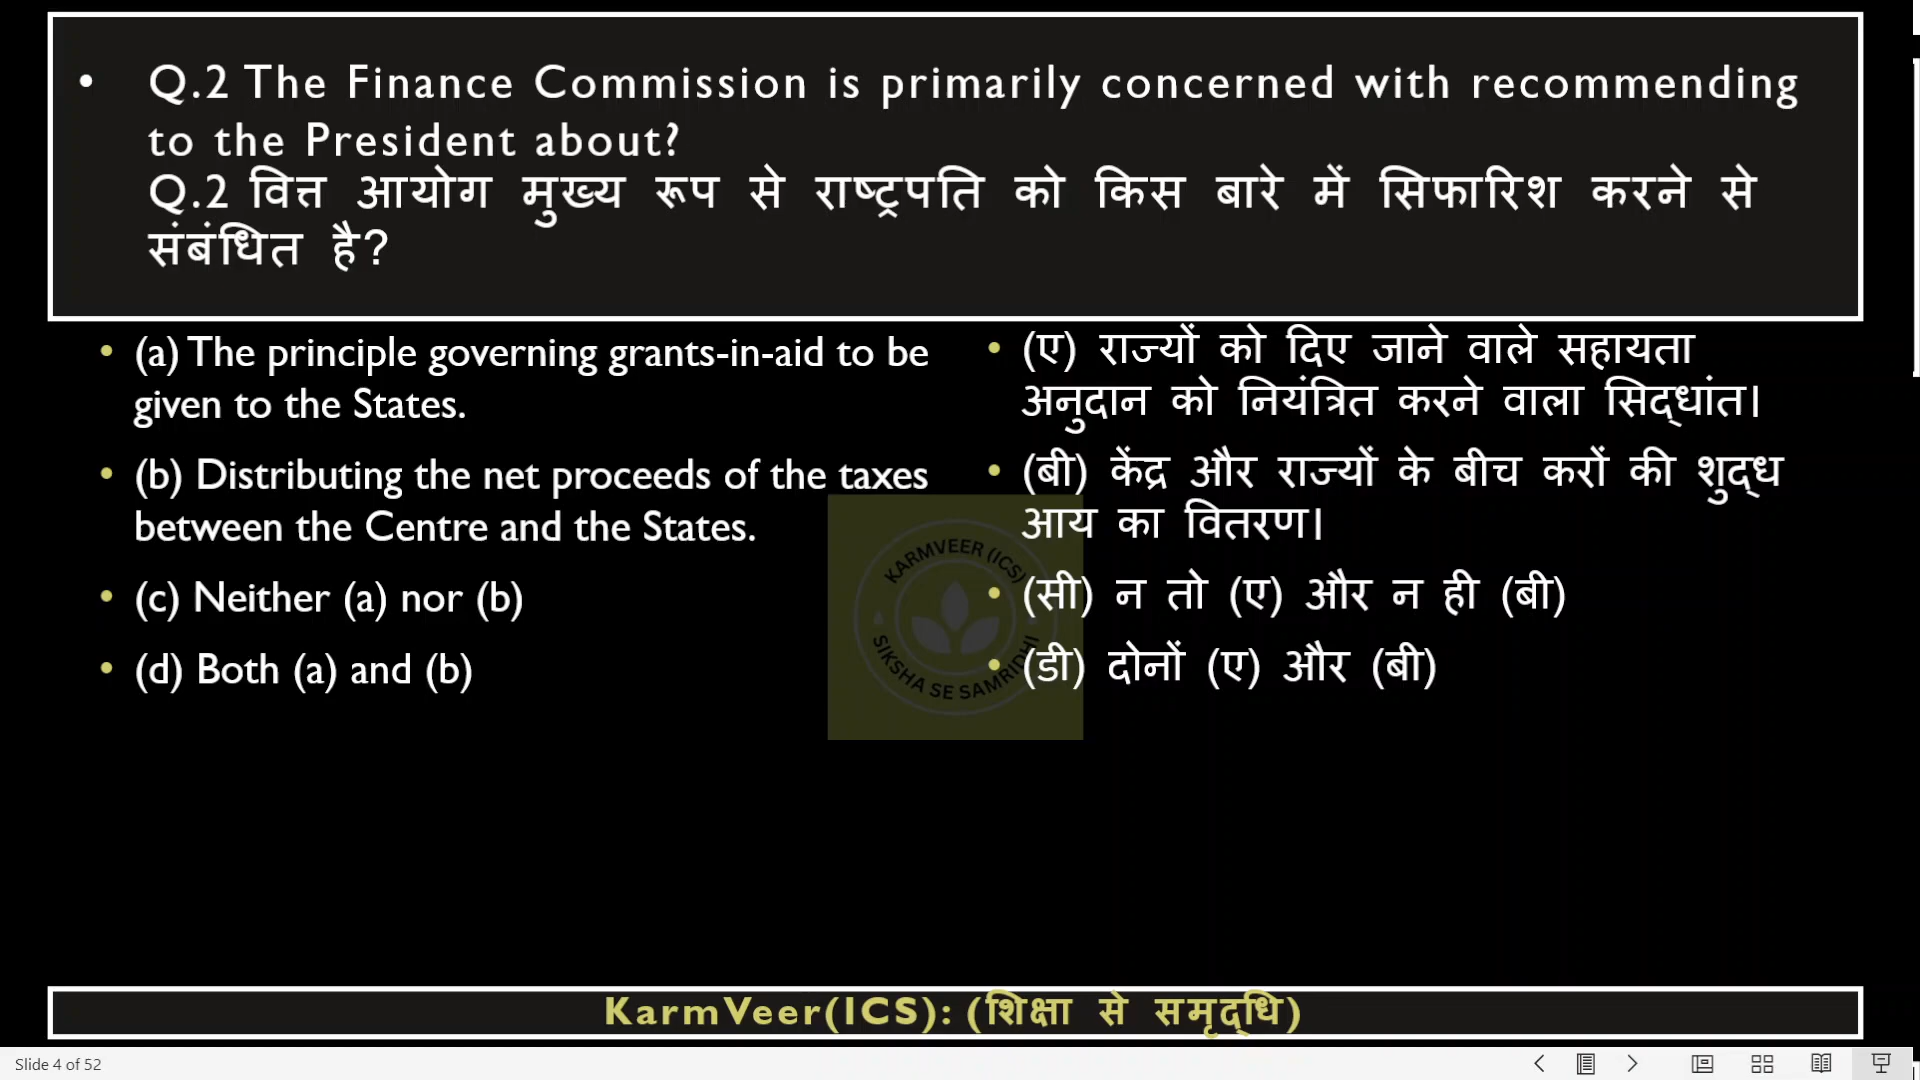 • Q.2 The Finance Commission is primarily concerned with recommending
to the President about?
Q.2 वित्त आयोग मुख्य रूप से राष्ट्रपति को किस बारे में सिफारिश करने से
संबंधित है?
• (a) The principle governing grants-in-aid to be
given to the States.
• (b) Distributing the net proceeds of the taxes
between the Centre and the States.
• (c) Neither (a) nor (b)
• (d) Both (a) and (b)
• (ए) राज्यों को दिए जाने वाले सहायता
अनुदान को नियंत्रित करने वाला सिद्धांत।
• (बी) केंद्र और राज्यों के बीच करों की शुद्ध
आय का वितरण।
• (सी) न तो (ए) और न ही (बी)
• (डी) दोनों (ए) और (बी)
KARMVEER (ICS)
SIKSHA SE SAMRIDHI
KarmVeer(ICS): (शिक्षा से समृद्धि)
Slide 4 of 52